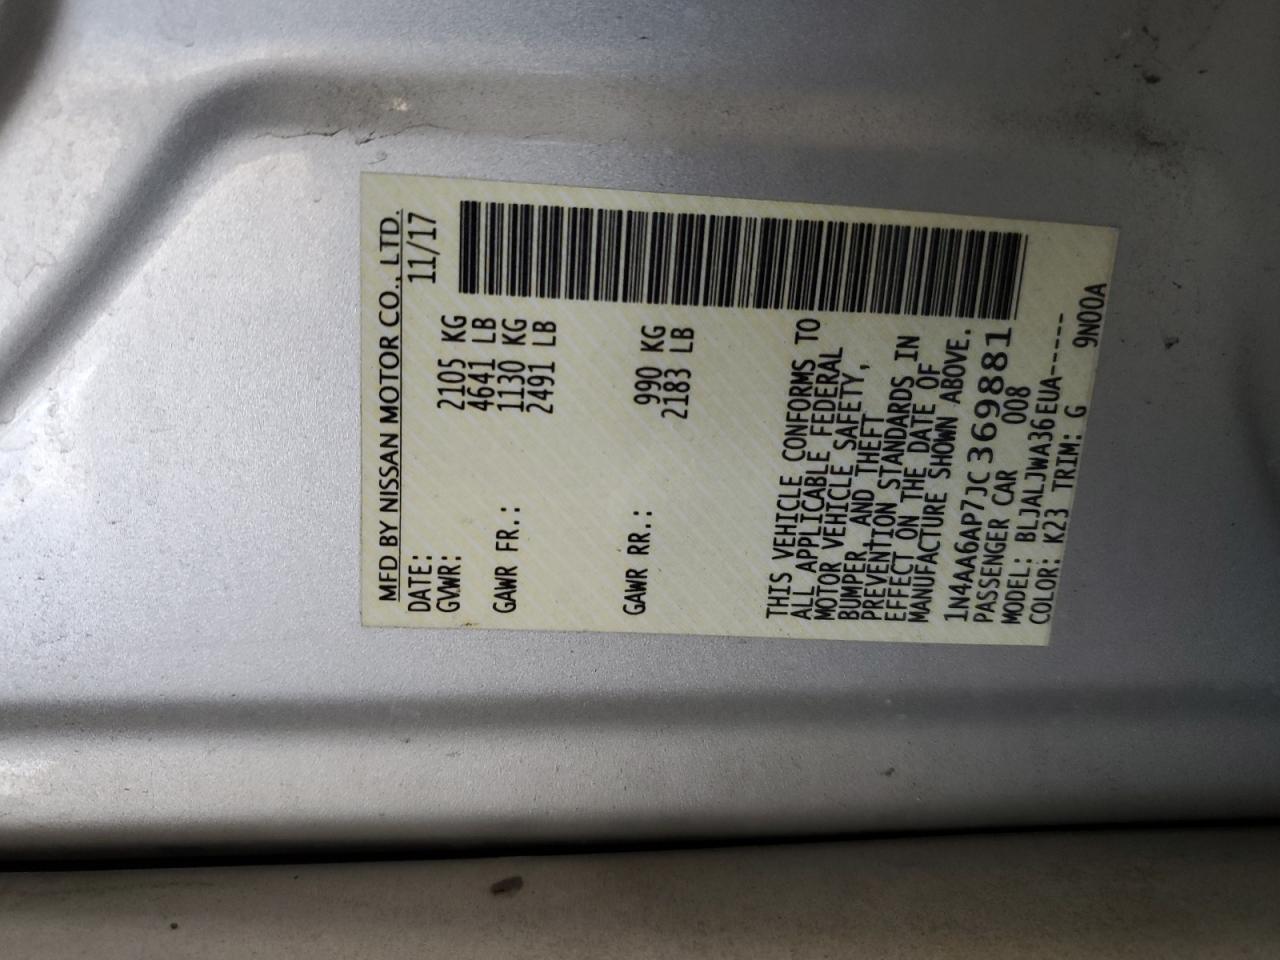 MFD BY NISSAN MOTOR CO., LTD.
DATE: 11/17
GVWR: 2105 KG
4641 LB
GAWR FR.: 1130 KG
2491 LB
GAWR RR.: 990 KG
2183 LB
THIS VEHICLE CONFORMS TO
ALL APPLICABLE FEDERAL
MOTOR VEHICLE SAFETY,
BUMPER, AND THEFT
PREVENTION STANDARDS IN
EFFECT ON THE DATE OF
MANUFACTURE SHOWN ABOVE.
1N4AA6AP7JC369881
PASSENGER CAR 008
MODEL: BLJALJWA36EUA-----
COLOR: K23 TRIM: G 9N00A